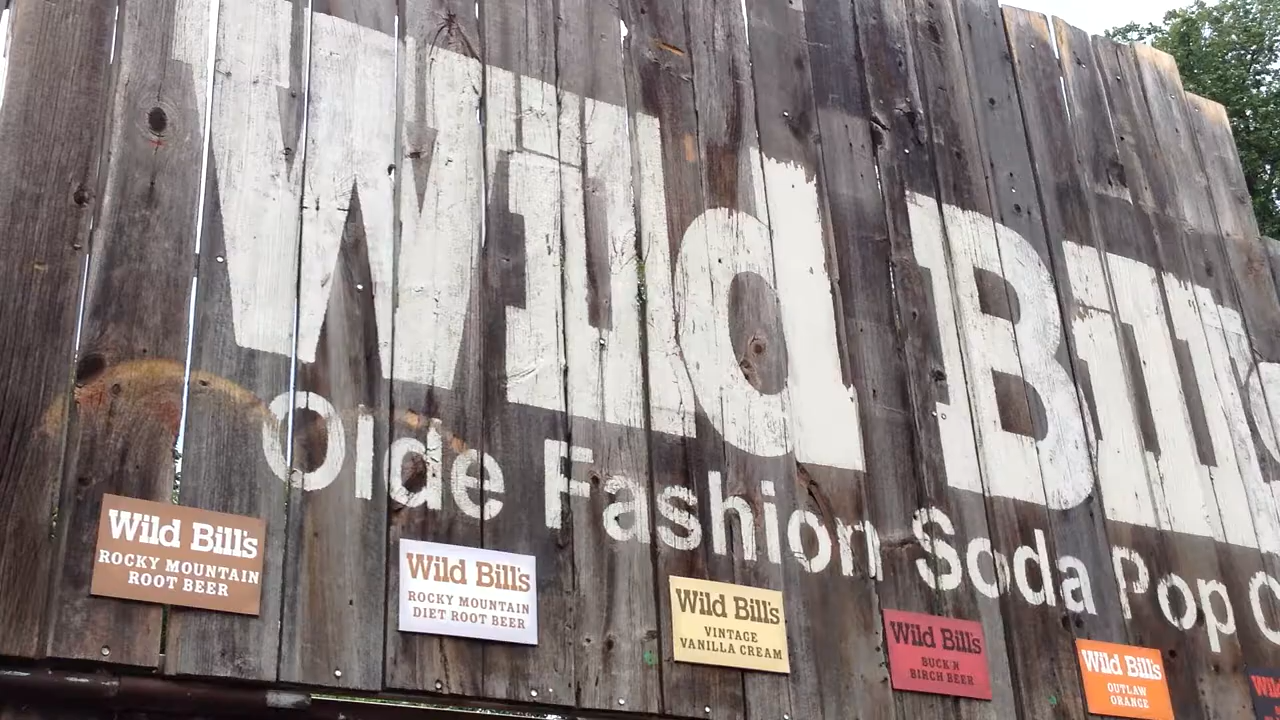 Wild Bill's
Olde Fashion Soda Pop
Wild Bill's
ROCKY MOUNTAIN
ROOT BEER
Wild Bill's
ROCKY MOUNTAIN
DIET ROOT BEER
Wild Bill's
VINTAGE
VANILLA CREAM
Wild Bill's
BUCK'N
BIRCH BEER
Wild Bill's
OUTLAW
ORANGE